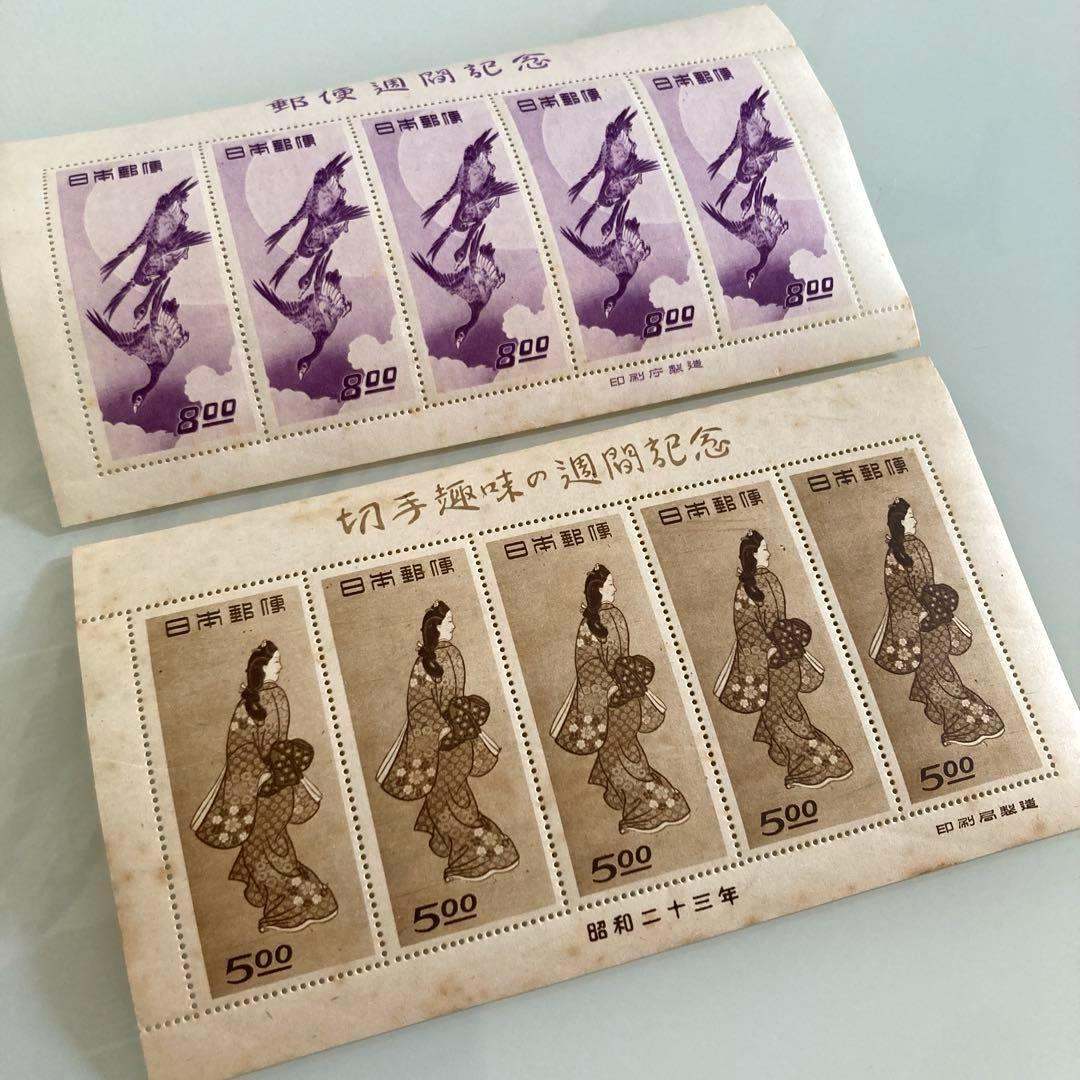 郵便週間記念
日本郵便 日本郵便 日本郵便 日本郵便 日本郵便
8.00 8.00 8.00 8.00 8.00
印刷庁製造
切手趣味の週間記念
日本郵便 日本郵便 日本郵便 日本郵便 日本郵便
5.00 5.00 5.00 5.00 5.00
昭和二十三年
印刷局製造